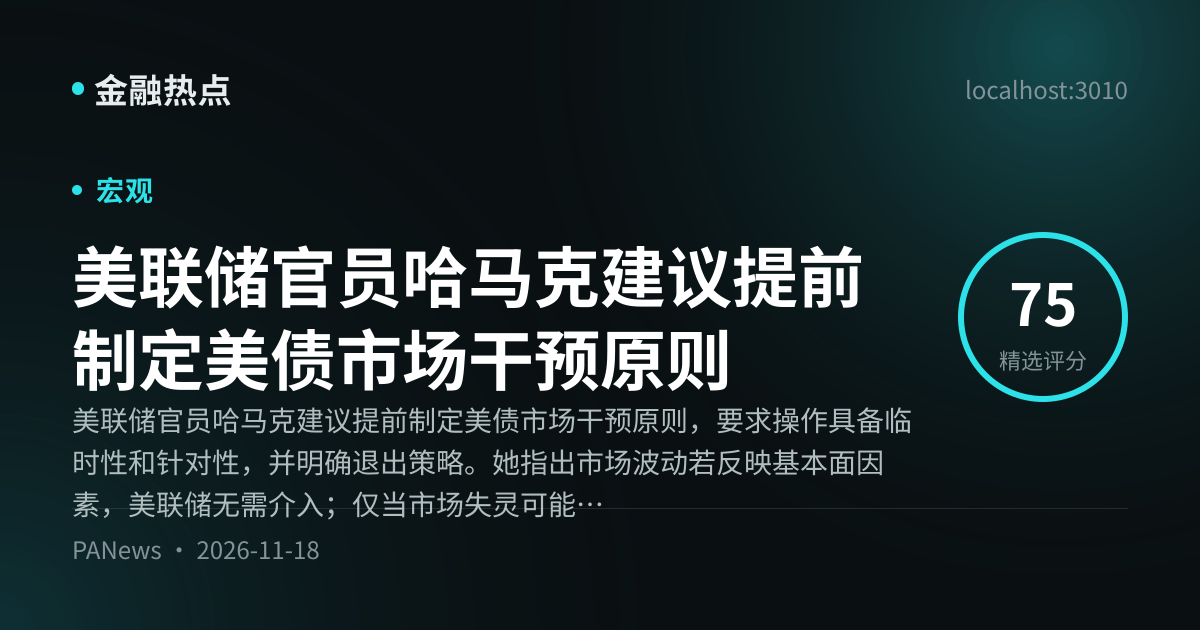 金融热点
localhost:3010
宏观
美联储官员哈马克建议提前
制定美债市场干预原则
75
精选评分
美联储官员哈马克建议提前制定美债市场干预原则，要求操作具备临
时性和针对性，并明确退出策略。她指出市场波动若反映基本面因
素，美联储无需介入；仅当市场失灵可能…
PANews • 2026-11-18